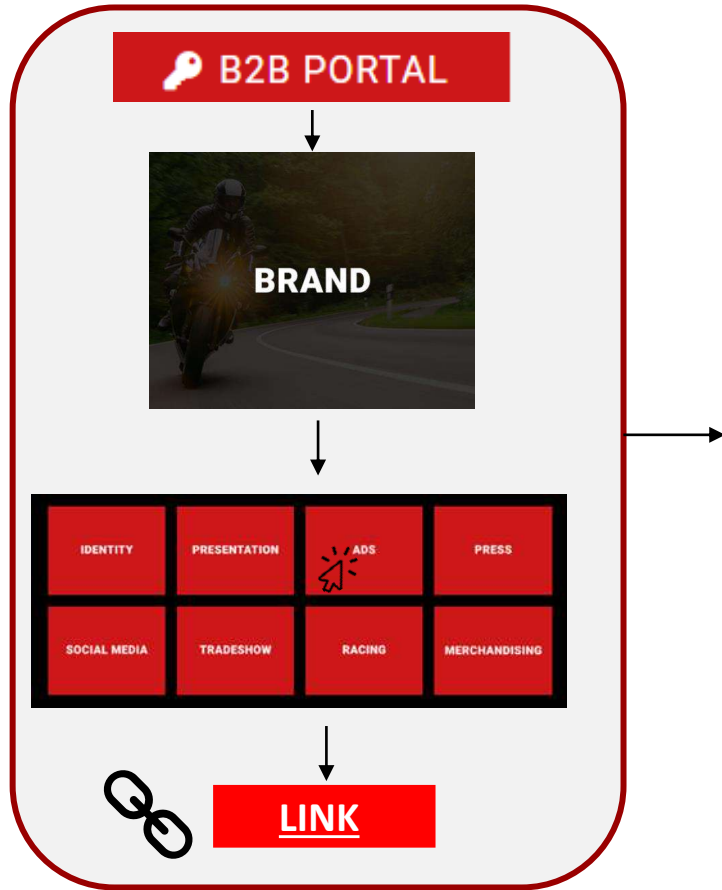 B2B PORTAL
BRAND
IDENTITY PRESENTATION ADS PRESS
SOCIAL MEDIA TRADESHOW RACING MERCHANDISING
LINK